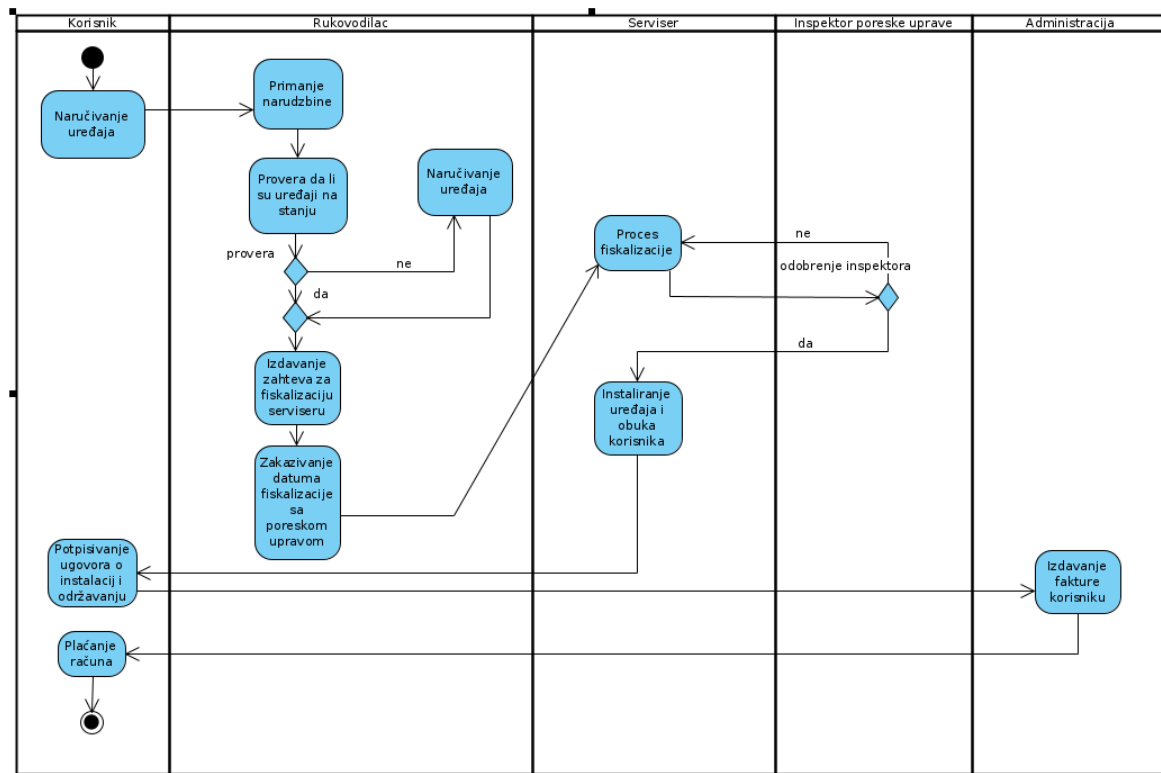 Korisnik
Rukovodilac
Serviser
Inspektor poreske uprave
Administracija
Naručivanje
uređaja
Primanje
narudzbine
Provera da li
su uređaji na
stanju
Naručivanje
uređaja
provera
ne
da
Izdavanje
zahteva za
fiskalizaciju
serviseru
Zakazivanje
datuma
fiskalizacije
sa
poreskom
upravom
Proces
fiskalizacije
ne
odobrenje inspektora
da
Instaliranje
uređaja i
obuka
korisnika
Potpisivanje
ugovora o
instalacij i
održavanju
Izdavanje
fakture
korisniku
Plaćanje
računa